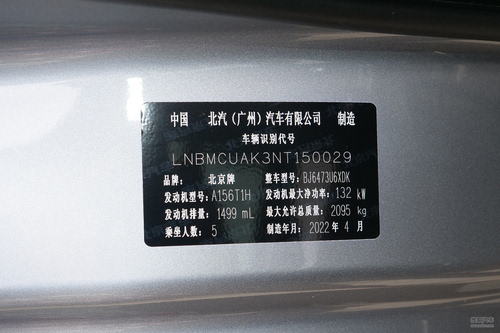 中国 北汽（广州）汽车有限公司 制造
车辆识别代号
LNBMCUAK3NT150029
品牌: 北京牌 整车型号: BJ6473U6XDK
发动机型号: A156T1H 发动机最大净功率: 132 kW
发动机排量: 1499 mL 最大允许总质量: 2095 kg
乘坐人数: 5 制造年月: 2022 年 4 月